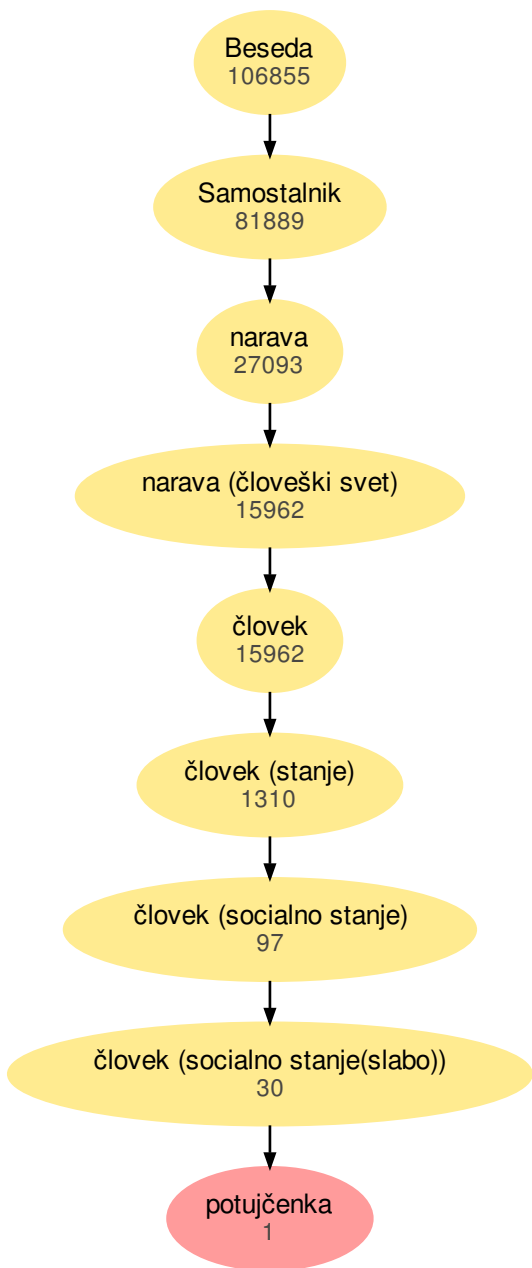 Beseda
106855
Samostalnik
81889
narava
27093
narava (človeški svet)
15962
človek
15962
človek (stanje)
1310
človek (socialno stanje)
97
človek (socialno stanje(slabo))
30
potujčenka
1